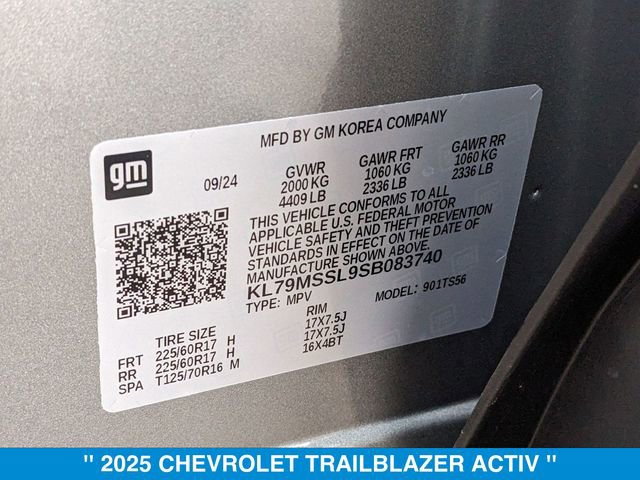 MFD BY GM KOREA COMPANY
gm
09/24
GVWR
2000 KG
4409 LB
GAWR FRT
1060 KG
2336 LB
GAWR RR
1060 KG
2336 LB
THIS VEHICLE CONFORMS TO ALL
APPLICABLE U.S. FEDERAL MOTOR
VEHICLE SAFETY AND THEFT PREVENTION
STANDARDS IN EFFECT ON THE DATE OF
MANUFACTURE SHOWN ABOVE.
KL79MSSL9SB083740
TYPE: MPV MODEL: 901TS56
TIRE SIZE RIM
FRT 225/60R17 H 17X7.5J
RR 225/60R17 H 17X7.5J
SPA T125/70R16 M 16X4BT
" 2025 CHEVROLET TRAILBLAZER ACTIV "